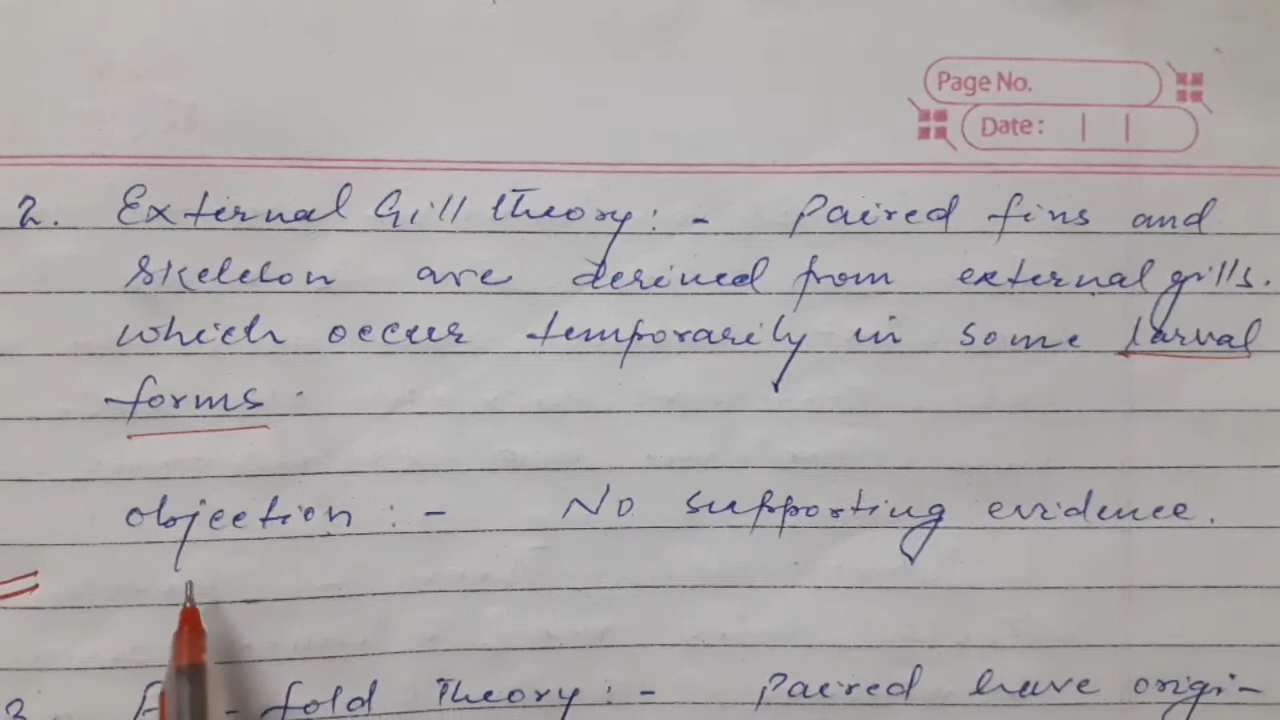 Page No.
Date:
2. External Gill theory : - Paired fins and
skeleton are derived from external gills.
which occur temporarily in some larval
forms.
objection : - No supporting evidence.
3. fold theory : - Paired have origi-